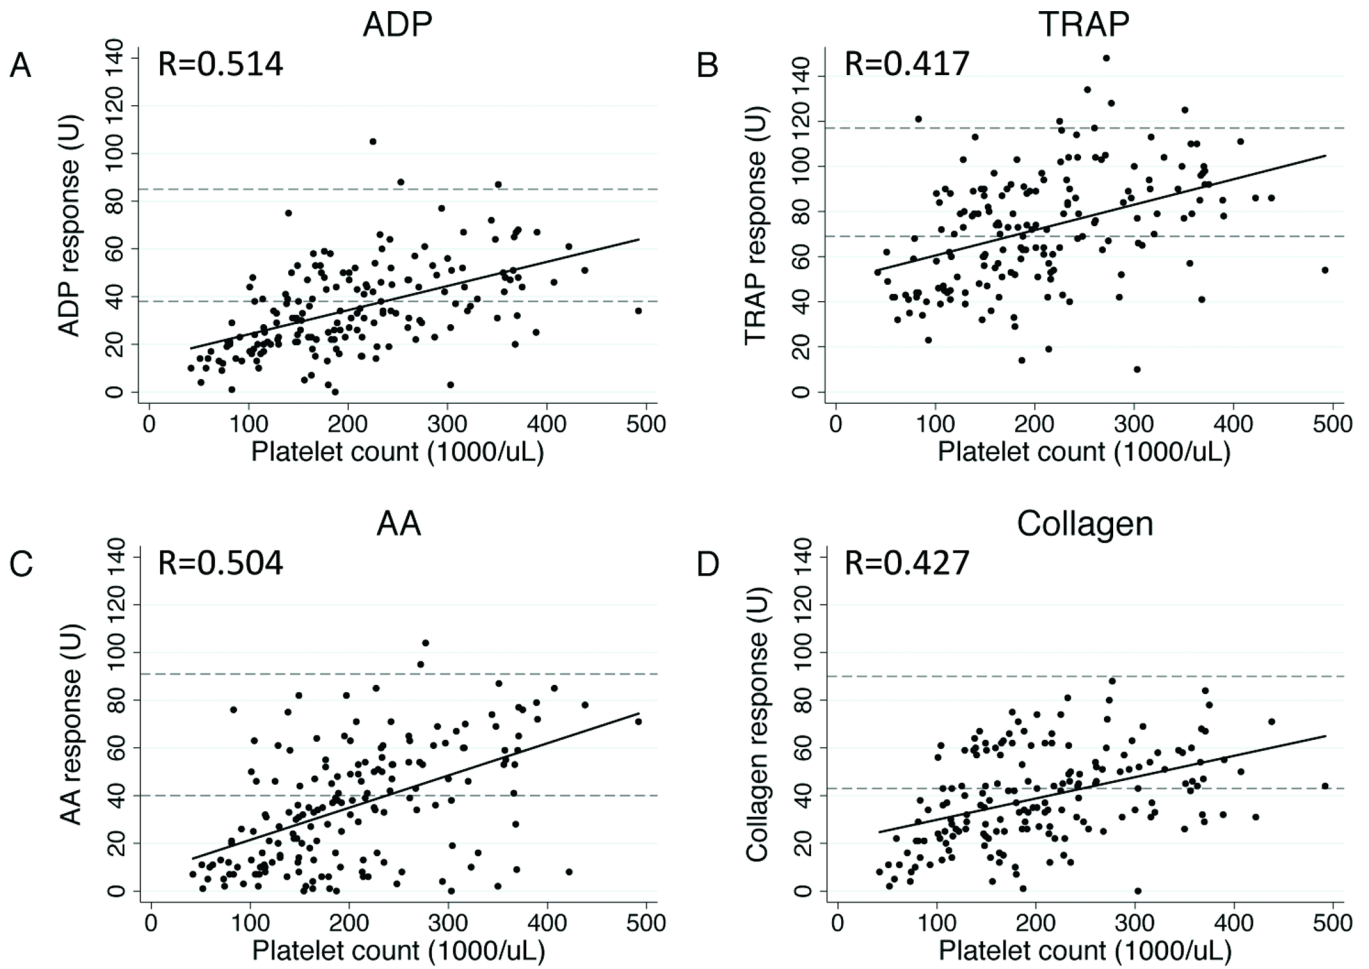 ADP
A
R=0.514
ADP response (U)
0 20 40 60 80 100 120 140
0 100 200 300 400 500
Platelet count (1000/uL)
TRAP
B
R=0.417
TRAP response (U)
0 20 40 60 80 100 120 140
0 100 200 300 400 500
Platelet count (1000/uL)
AA
C
R=0.504
AA response (U)
0 20 40 60 80 100 120 140
0 100 200 300 400 500
Platelet count (1000/uL)
Collagen
D
R=0.427
Collagen response (U)
0 20 40 60 80 100 120 140
0 100 200 300 400 500
Platelet count (1000/uL)